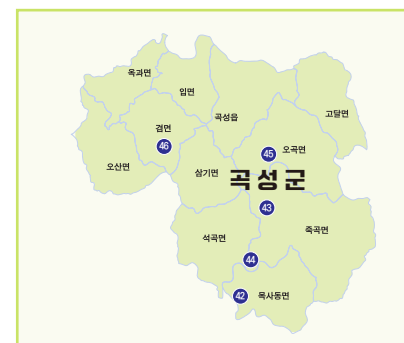 옥과면
입면
고달면
곡성읍
겸면
46
오곡면
45
오산면
삼기면
곡성군
43
죽곡면
석곡면
44
42
목사동면